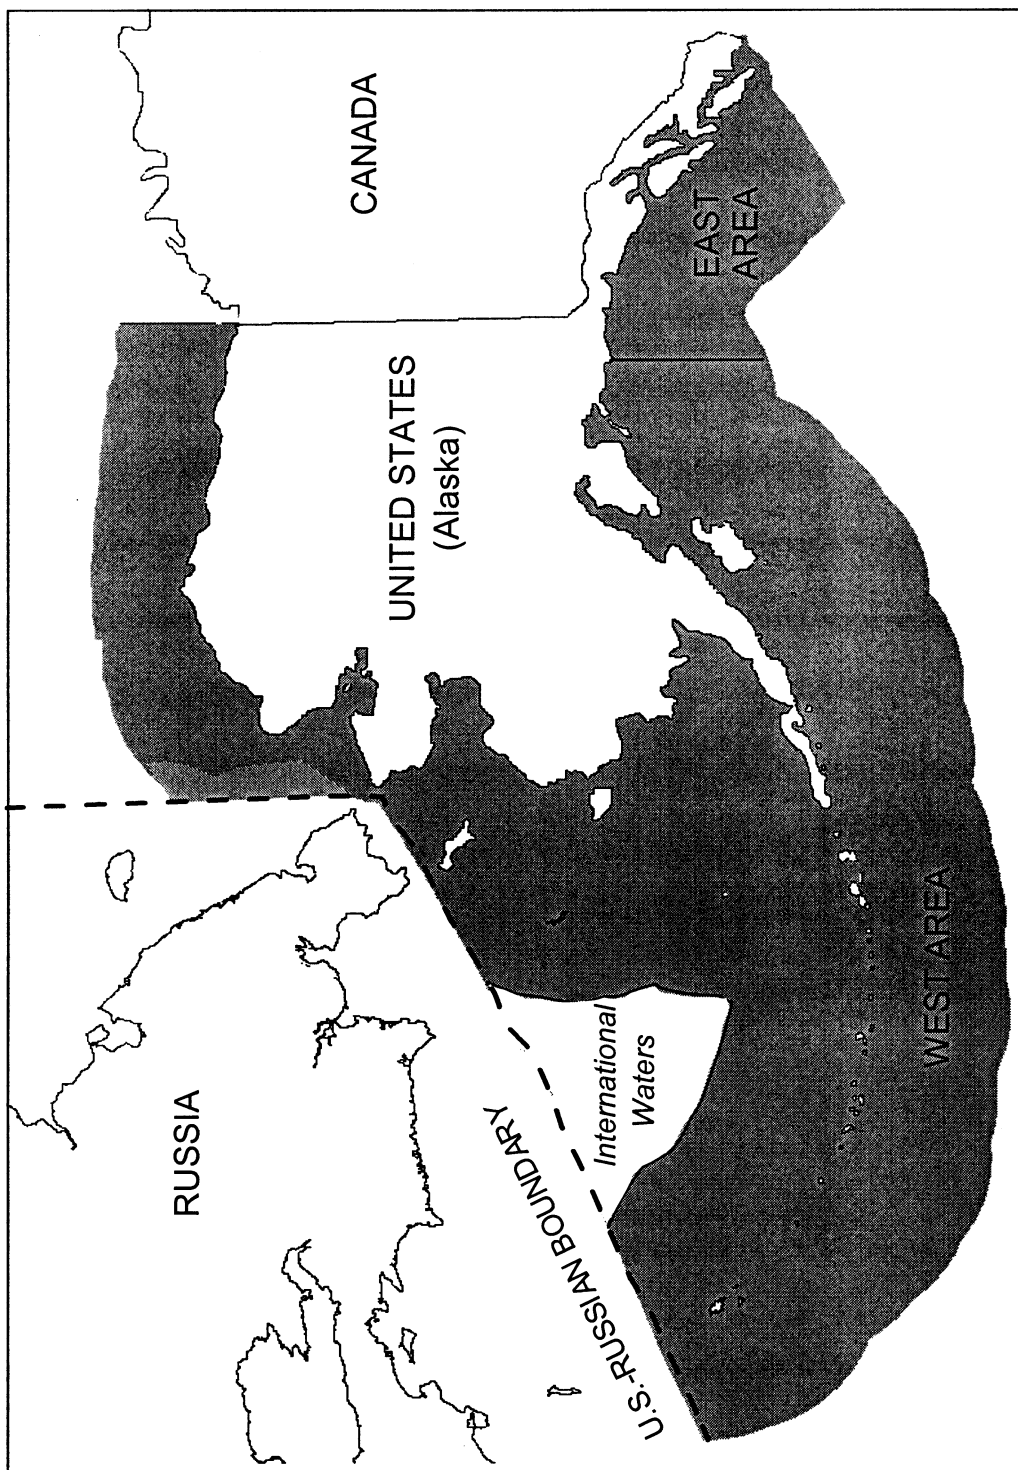 CANADA
UNITED STATES
(Alaska)
EAST
AREA
RUSSIA
International
Waters
U.S.-RUSSIAN BOUNDARY
WEST AREA